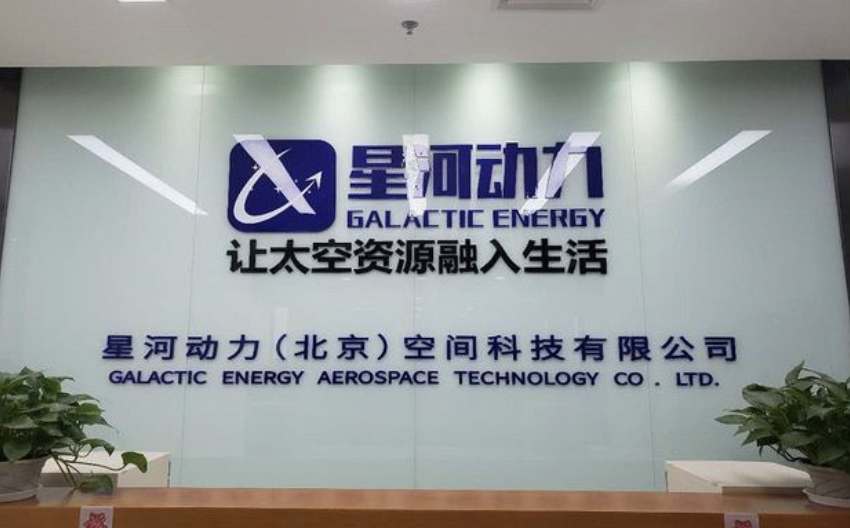 星河动力
GALACTIC ENERGY
让太空资源融入生活
星河动力(北京)空间科技有限公司
GALACTIC ENERGY AEROSPACE TECHNOLOGY CO . LTD.